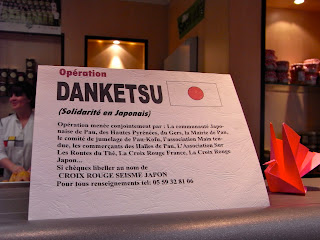 Opération
DANKETSU
(Solidarité en Japonais)
Opération menée conjointement par : La communauté Japo-
naise de Pau, des Hautes Pyrénées, du Gers, la Mairie de Pau,
le comité de jumelage de Pau-Kofu, l'association Main ten-
due, les commerçants des Halles de Pau, L'Association Sur
Les Routes du Thé, La Croix Rouge France, La Croix Rouge
Japon...
Si chèques libeller au nom de
CROIX ROUGE SEISME JAPON
Pour tous renseignements tel: 05 59 32 81 66